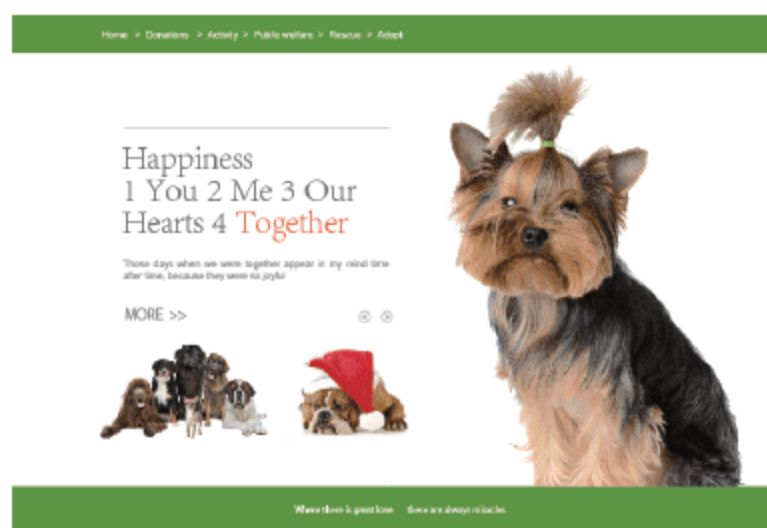 Home > Donations > Activity > Public welfare > Rescue > Adopt
Happiness
1 You 2 Me 3 Our
Hearts 4 Together
Those days when we were together appear in my mind time
after time, because they were so joyful
MORE >>
Where there is great love there are always miracles